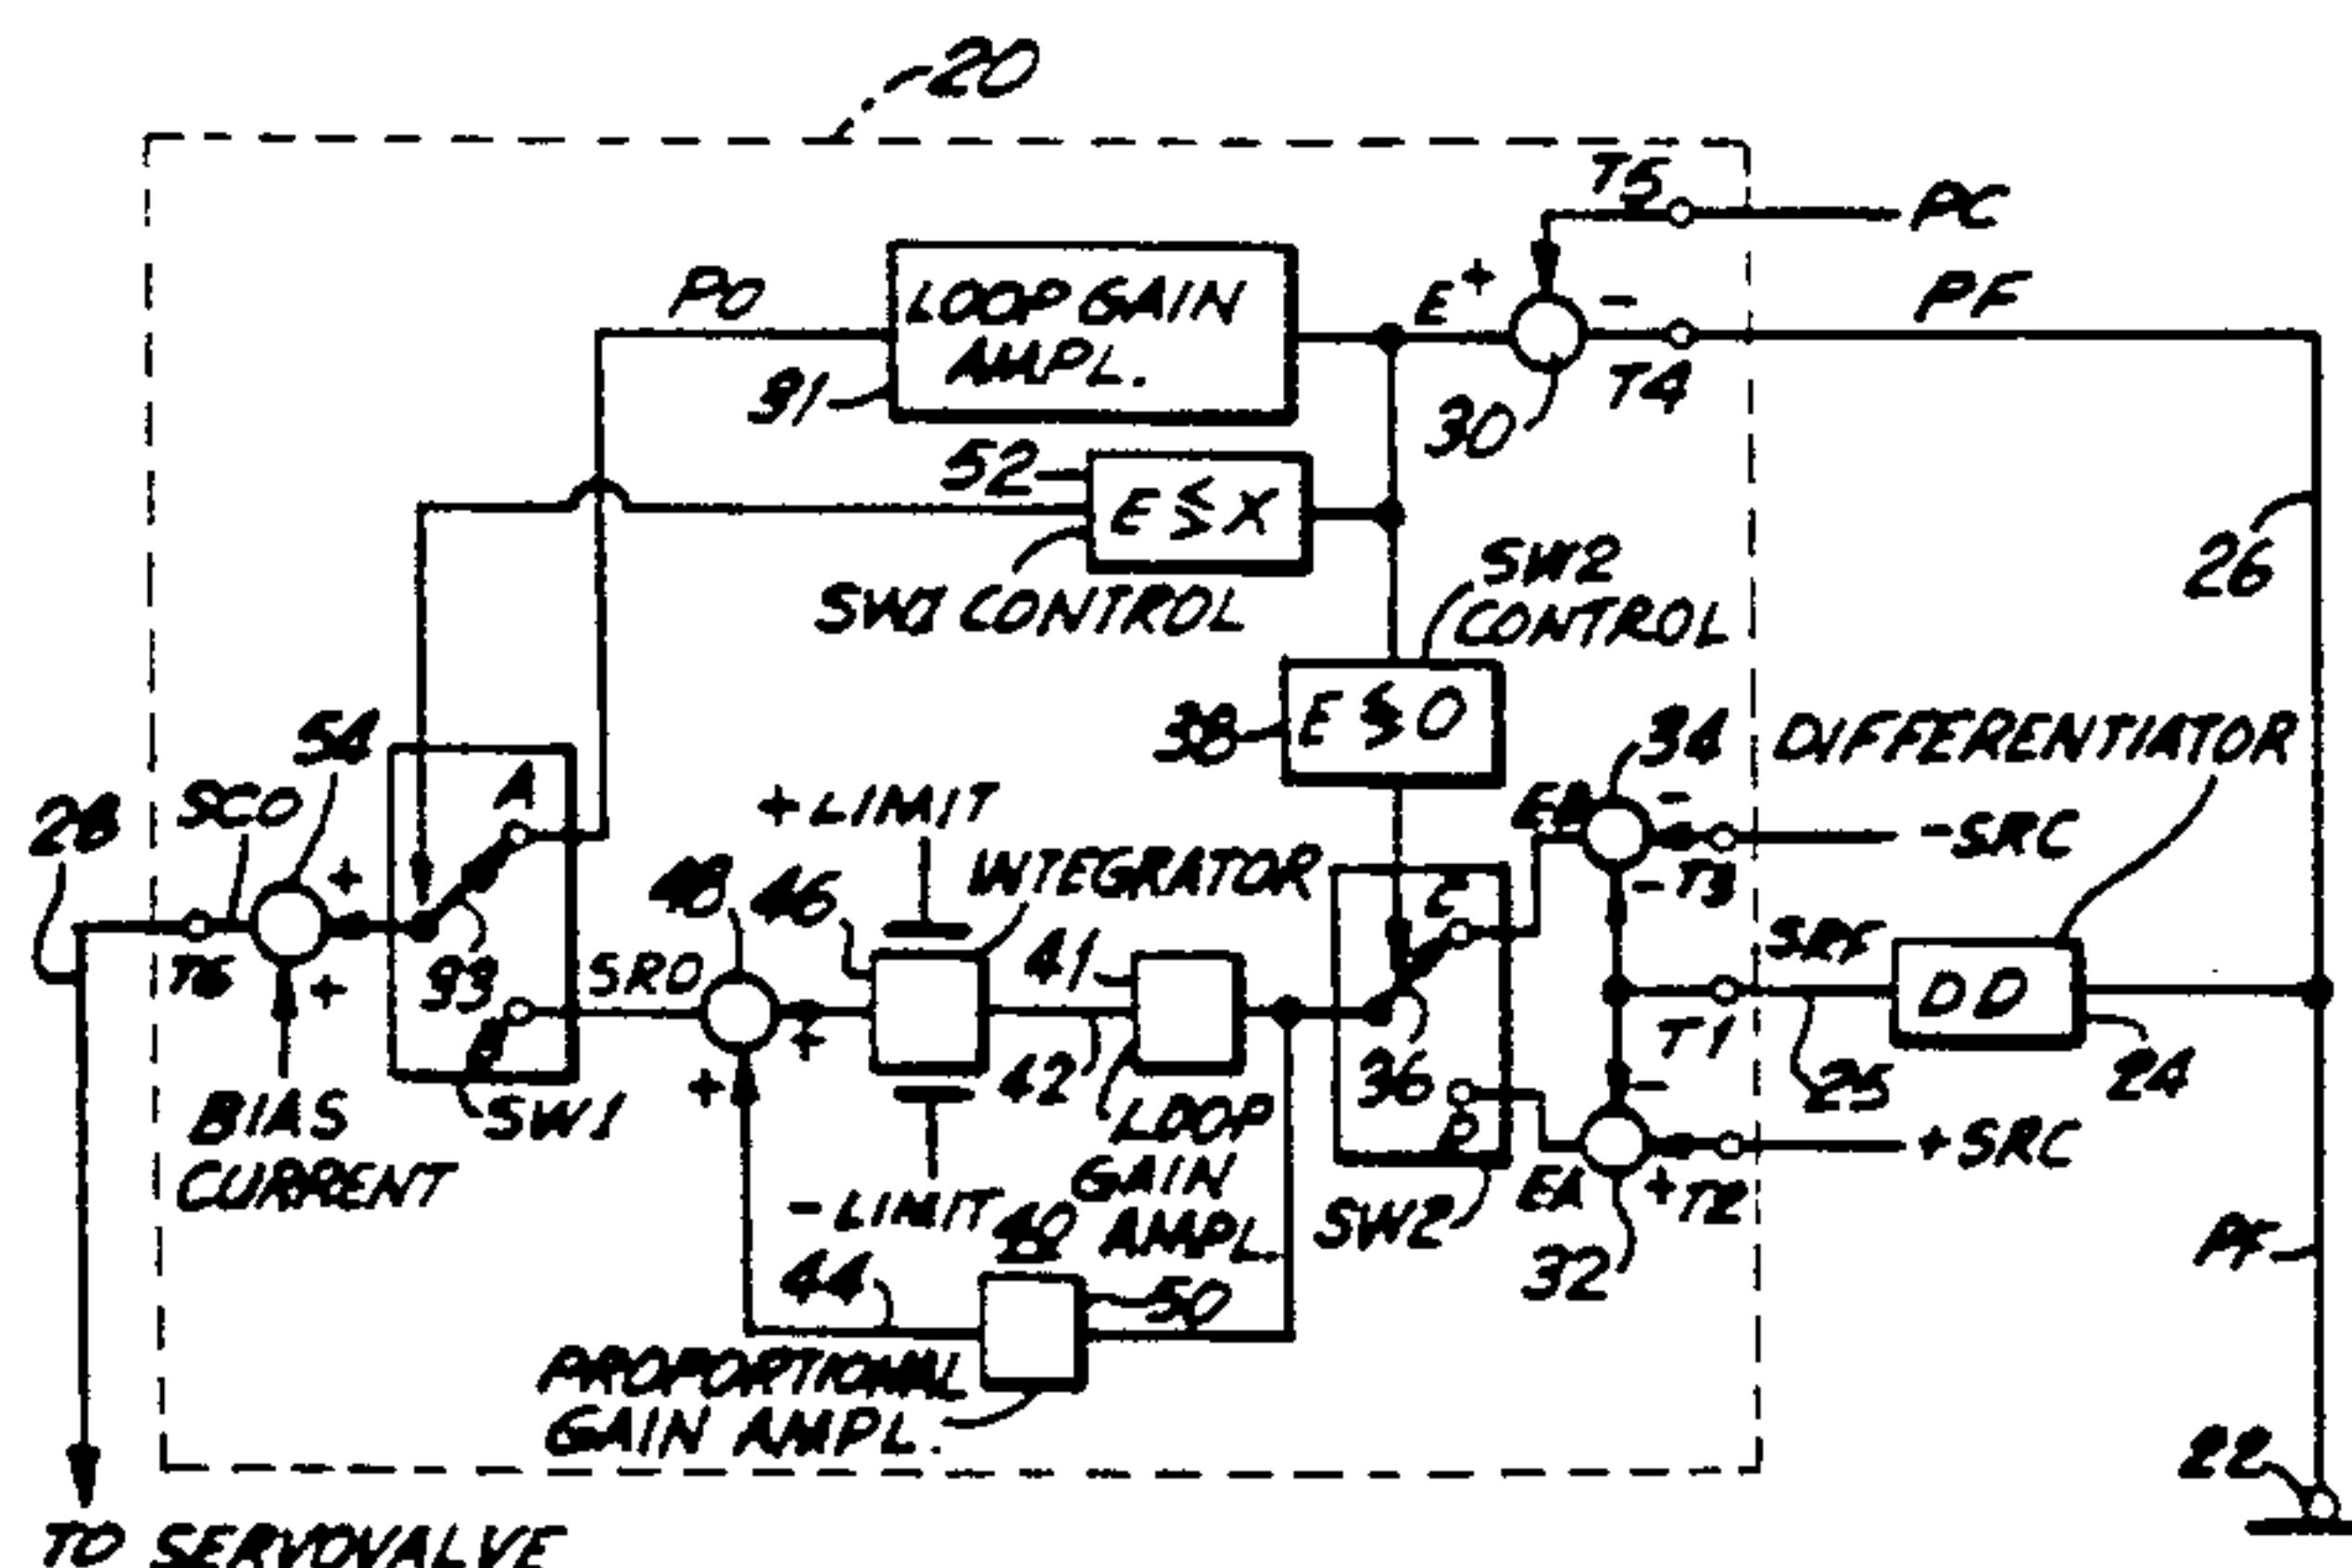 20
T5
PC
PO
LOOP GAIN
AMPL.
E
+
-
PF
T4
91
30
52
E ≶ X
SW1 CONTROL
SW2
CONTROL
26
38
E ≶ O
34
DIFFERENTIATOR
54
A
28
SCO
+ LIMIT
EB
-
-SRC
+
48
46
INTEGRATOR
C
- T3
T6
+
93
SRO
41
SRF
DD
B
+
42
36
T1
25
24
+
-
BIAS
CURRENT
SW1
LOOP
GAIN
AMPL.
D
EA
+ T2
+SRC
- LIMIT
SW2
32
PF
44
50
PROPORTIONAL
GAIN AMPL.
22
TO SERVOVALVE